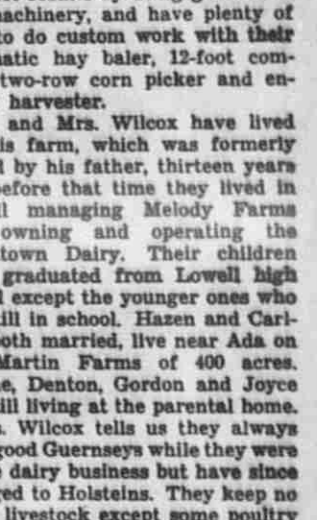 machinery, and have plenty of
to do custom work with their
matic hay baler, 12-foot com-
two-row corn picker and en-
harvester.
and Mrs. Wilcox have lived
is farm, which was formerly
d by his father, thirteen years
before that time they lived in
ll managing Melody Farms
owning and operating the
town Dairy. Their children
graduated from Lowell high
l except the younger ones who
till in school. Hazen and Carl-
oth married, live near Ada on
Martin Farms of 400 acres.
e, Denton, Gordon and Joyce
till living at the parental home.
s. Wilcox tells us they always
good Guernseys while they were
dairy business but have since
ged to Holsteins. They keep no
livestock except some poultry